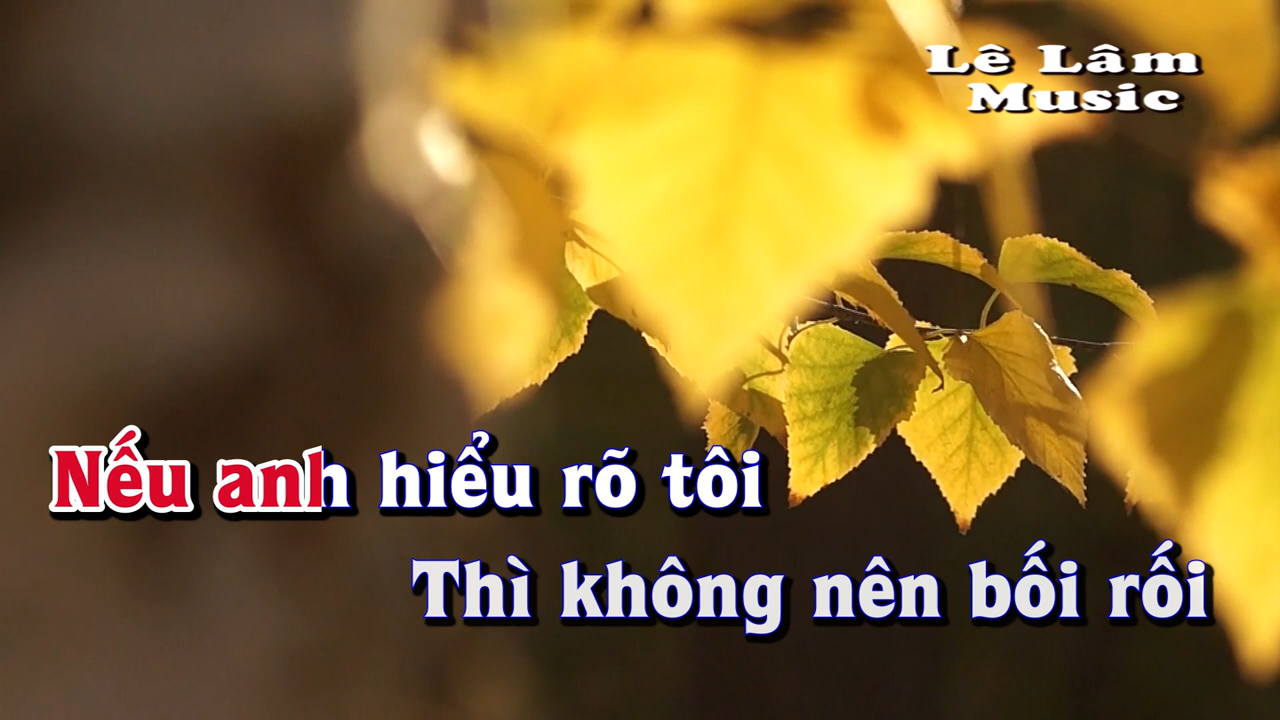 Lê Lâm
Music
Nếu anh hiểu rõ tôi
Thì không nên bối rối